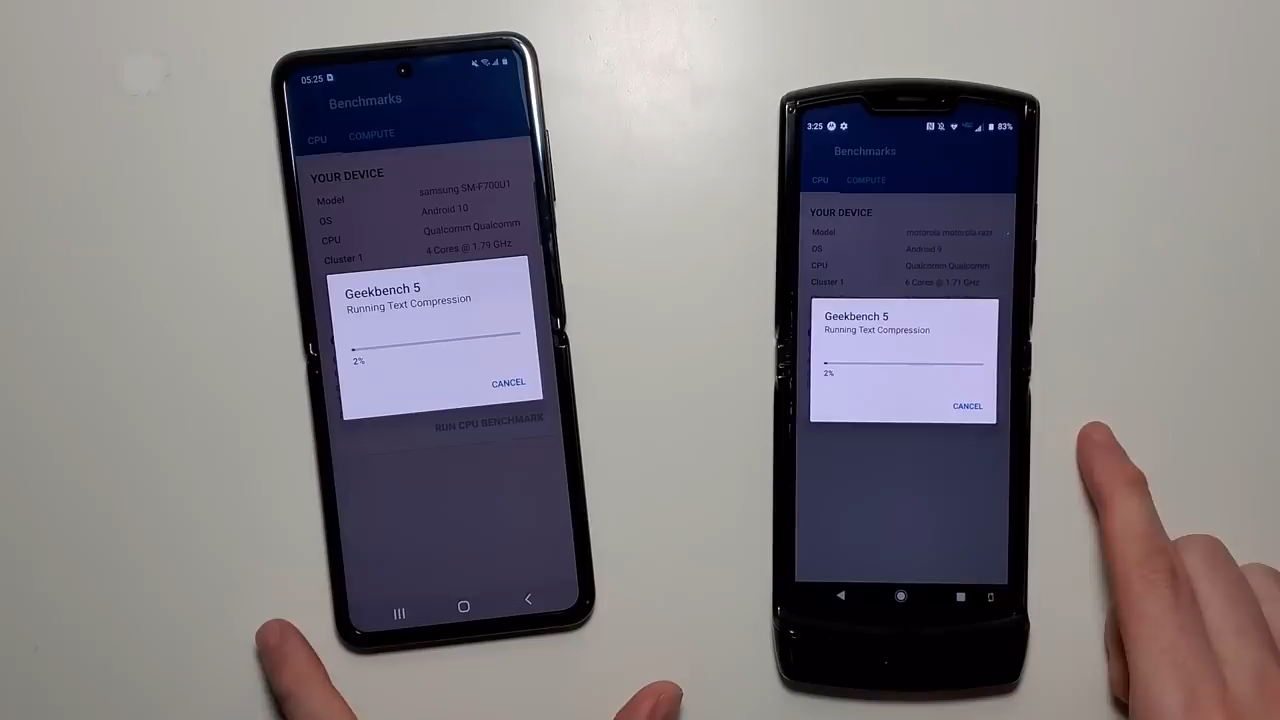 05:25
Benchmarks
CPU COMPUTE
YOUR DEVICE
Model samsung SM-F700U1
OS Android 10
CPU Qualcomm Qualcomm
Cluster 1 4 Cores @ 1.79 GHz
Geekbench 5
Running Text Compression
2%
CANCEL
RUN CPU BENCHMARK
3:25 83%
Benchmarks
CPU COMPUTE
YOUR DEVICE
Model motorola motorola razr
OS Android 9
CPU Qualcomm Qualcomm
Cluster 1 6 Cores @ 1.71 GHz
Geekbench 5
Running Text Compression
2%
CANCEL